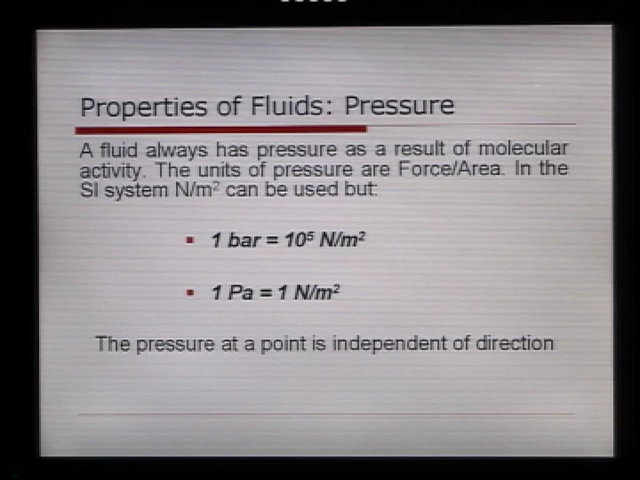 Properties of Fluids: Pressure
A fluid always has pressure as a result of molecular
activity. The units of pressure are Force/Area. In the
SI system N/m² can be used but:
▪ 1 bar = 10⁵ N/m²
▪ 1 Pa = 1 N/m²
The pressure at a point is independent of direction